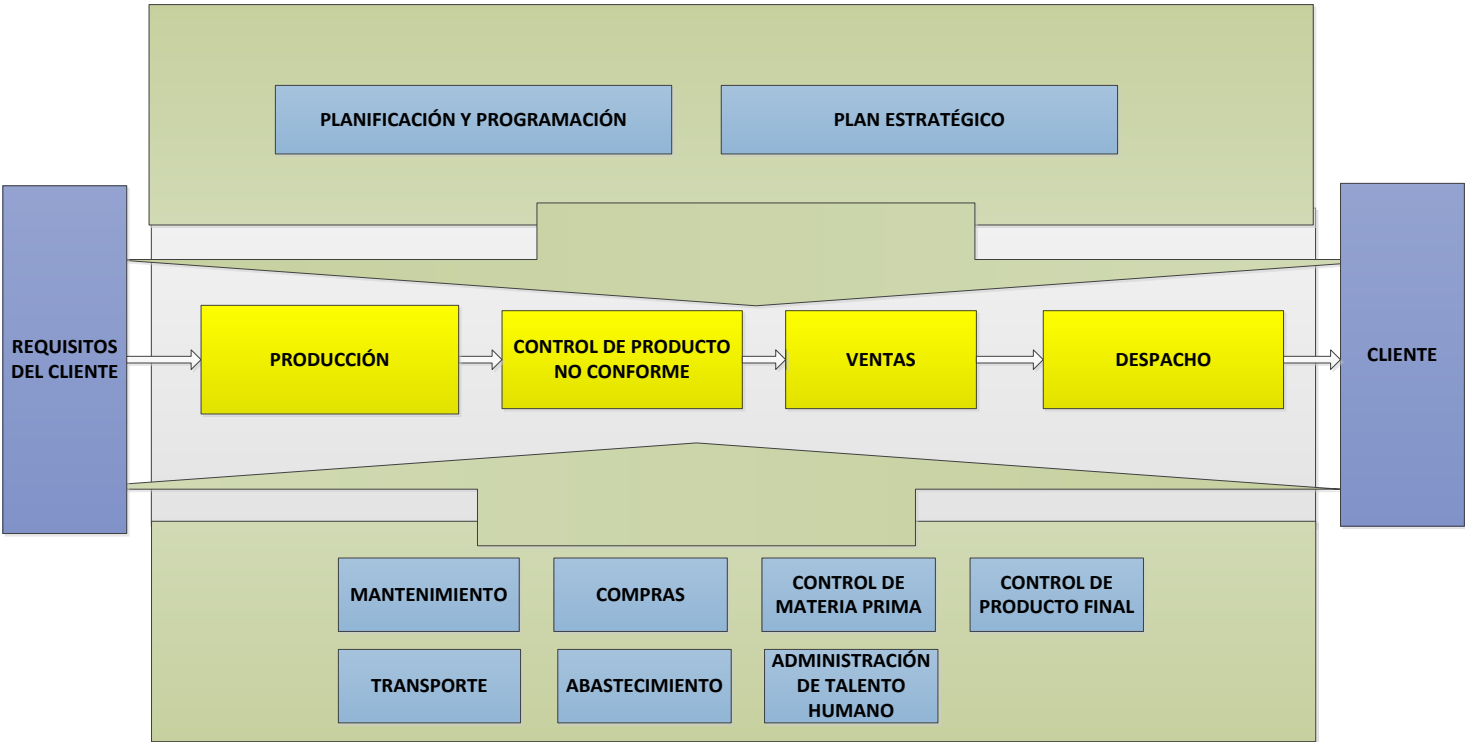 PLANIFICACIÓN Y PROGRAMACIÓN
PLAN ESTRATÉGICO
REQUISITOS
DEL CLIENTE
PRODUCCIÓN
CONTROL DE PRODUCTO
NO CONFORME
VENTAS
DESPACHO
CLIENTE
MANTENIMIENTO
COMPRAS
CONTROL DE
MATERIA PRIMA
CONTROL DE
PRODUCTO FINAL
TRANSPORTE
ABASTECIMIENTO
ADMINISTRACIÓN
DE TALENTO
HUMANO